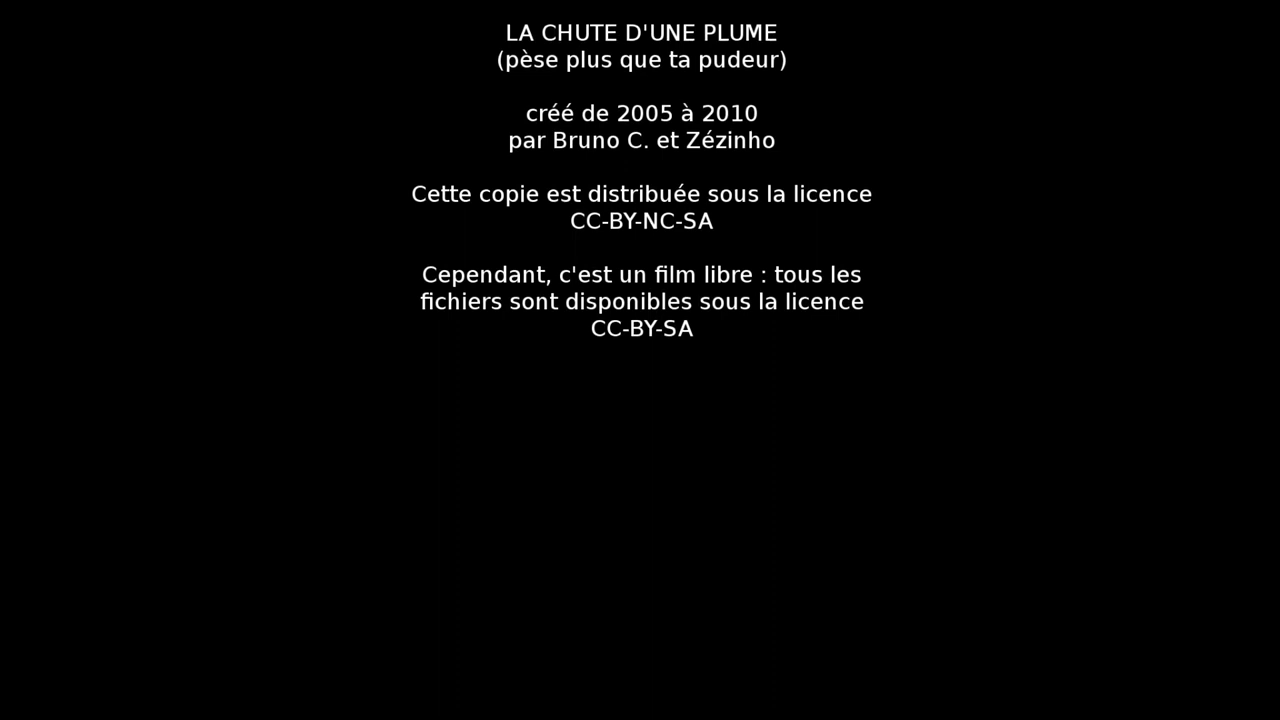 LA CHUTE D'UNE PLUME
(pèse plus que ta pudeur)
créé de 2005 à 2010
par Bruno C. et Zézinho
Cette copie est distribuée sous la licence
CC-BY-NC-SA
Cependant, c'est un film libre : tous les
fichiers sont disponibles sous la licence
CC-BY-SA